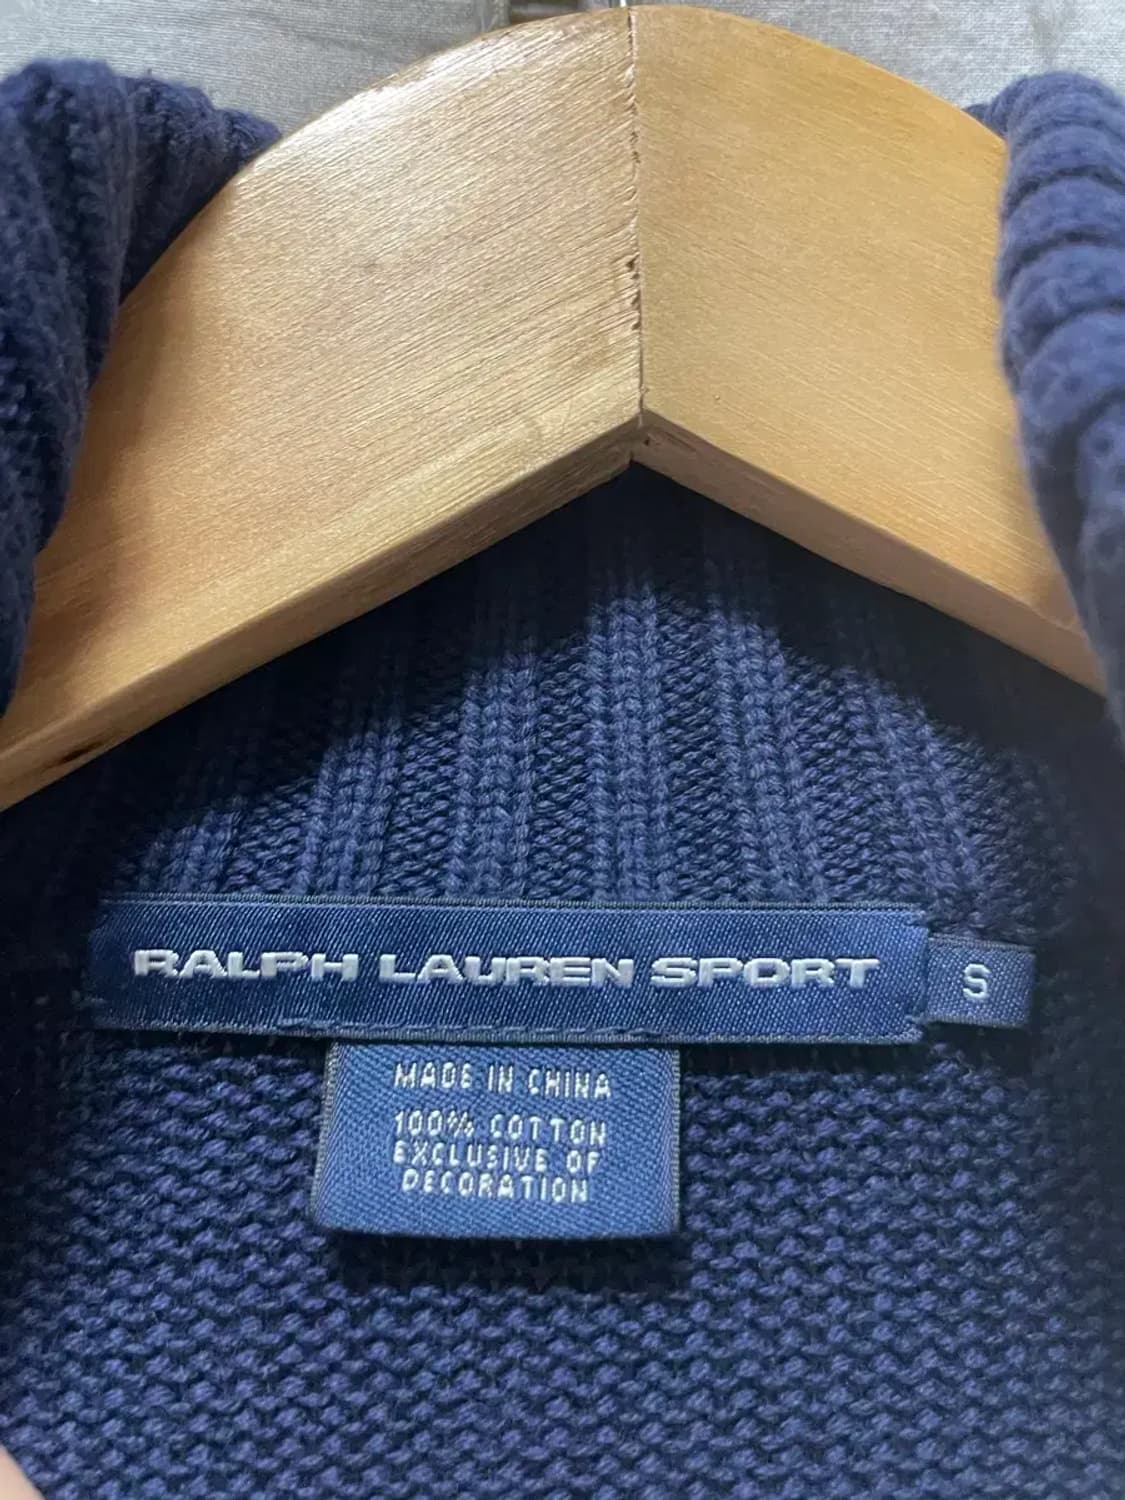 RALPH LAUREN SPORT
S
MADE IN CHINA
100% COTTON
EXCLUSIVE OF
DECORATION